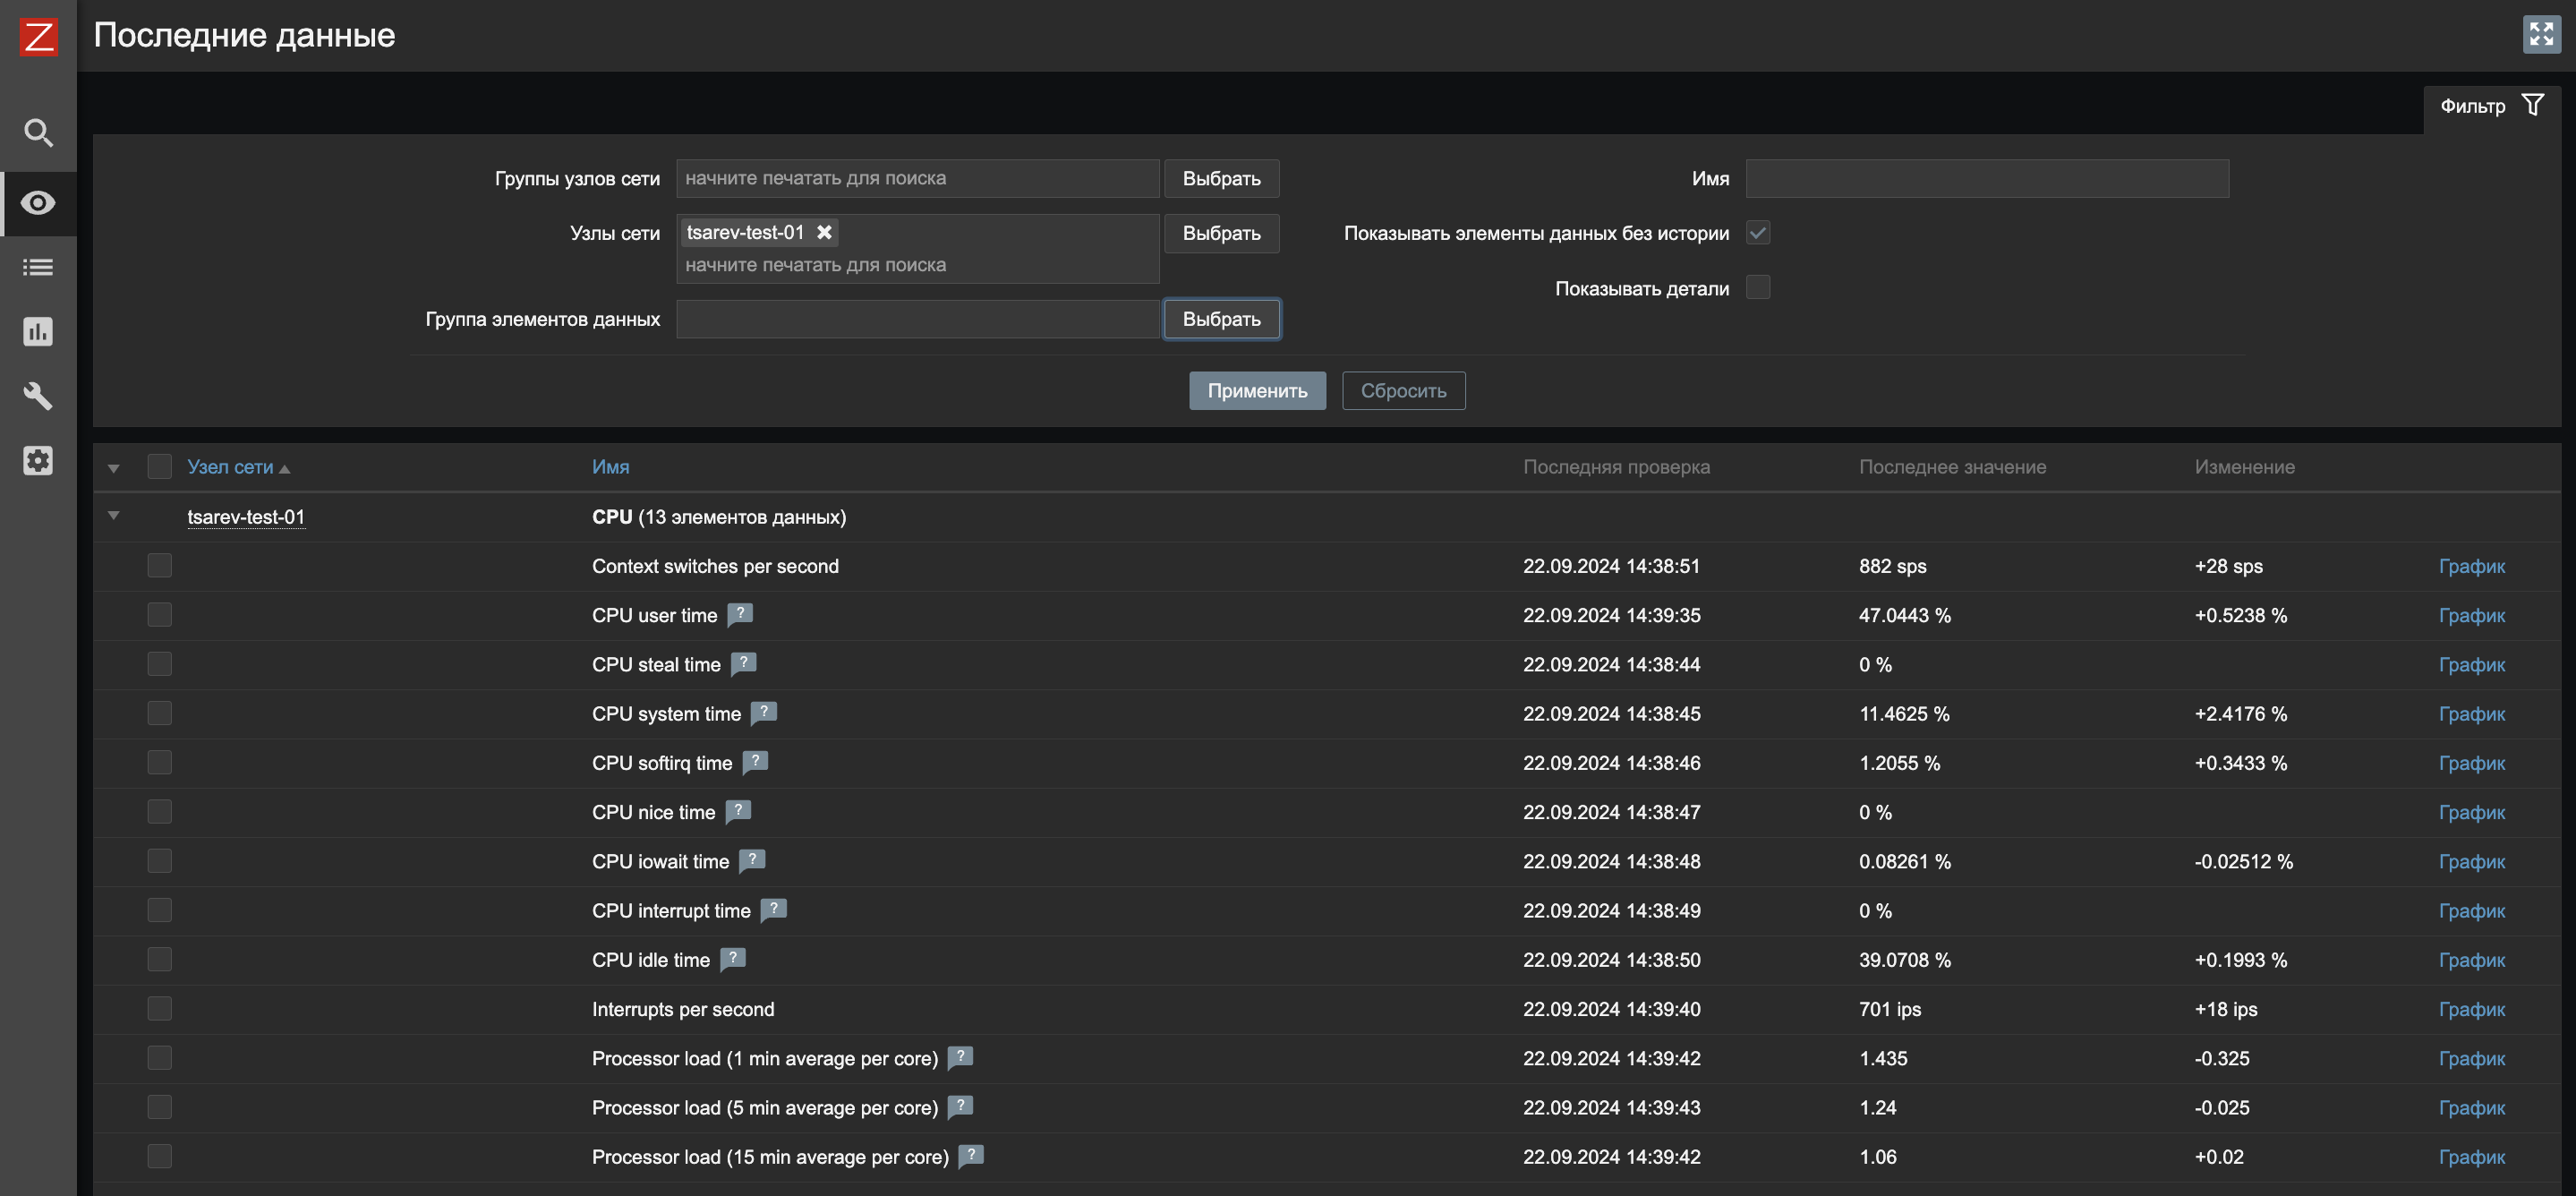 Z Последние данные
Фильтр
Группы узлов сети начните печатать для поиска Выбрать Имя
Узлы сети tsarev-test-01 Выбрать Показывать элементы данных без истории
начните печатать для поиска
Показывать детали
Группа элементов данных Выбрать
Применить Сбросить
Узел сети Имя Последняя проверка Последнее значение Изменение
tsarev-test-01 CPU (13 элементов данных)
Context switches per second 22.09.2024 14:38:51 882 sps +28 sps График
CPU user time ? 22.09.2024 14:39:35 47.0443 % +0.5238 % График
CPU steal time ? 22.09.2024 14:38:44 0 % График
CPU system time ? 22.09.2024 14:38:45 11.4625 % +2.4176 % График
CPU softirq time ? 22.09.2024 14:38:46 1.2055 % +0.3433 % График
CPU nice time ? 22.09.2024 14:38:47 0 % График
CPU iowait time ? 22.09.2024 14:38:48 0.08261 % -0.02512 % График
CPU interrupt time ? 22.09.2024 14:38:49 0 % График
CPU idle time ? 22.09.2024 14:38:50 39.0708 % +0.1993 % График
Interrupts per second 22.09.2024 14:39:40 701 ips +18 ips График
Processor load (1 min average per core) ? 22.09.2024 14:39:42 1.435 -0.325 График
Processor load (5 min average per core) ? 22.09.2024 14:39:43 1.24 -0.025 График
Processor load (15 min average per core) ? 22.09.2024 14:39:42 1.06 +0.02 График